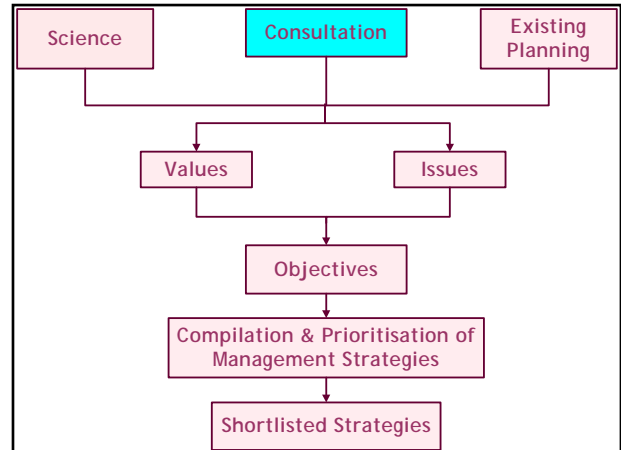 Science
Consultation
Existing
Planning
Values
Issues
Objectives
Compilation & Prioritisation of
Management Strategies
Shortlisted Strategies